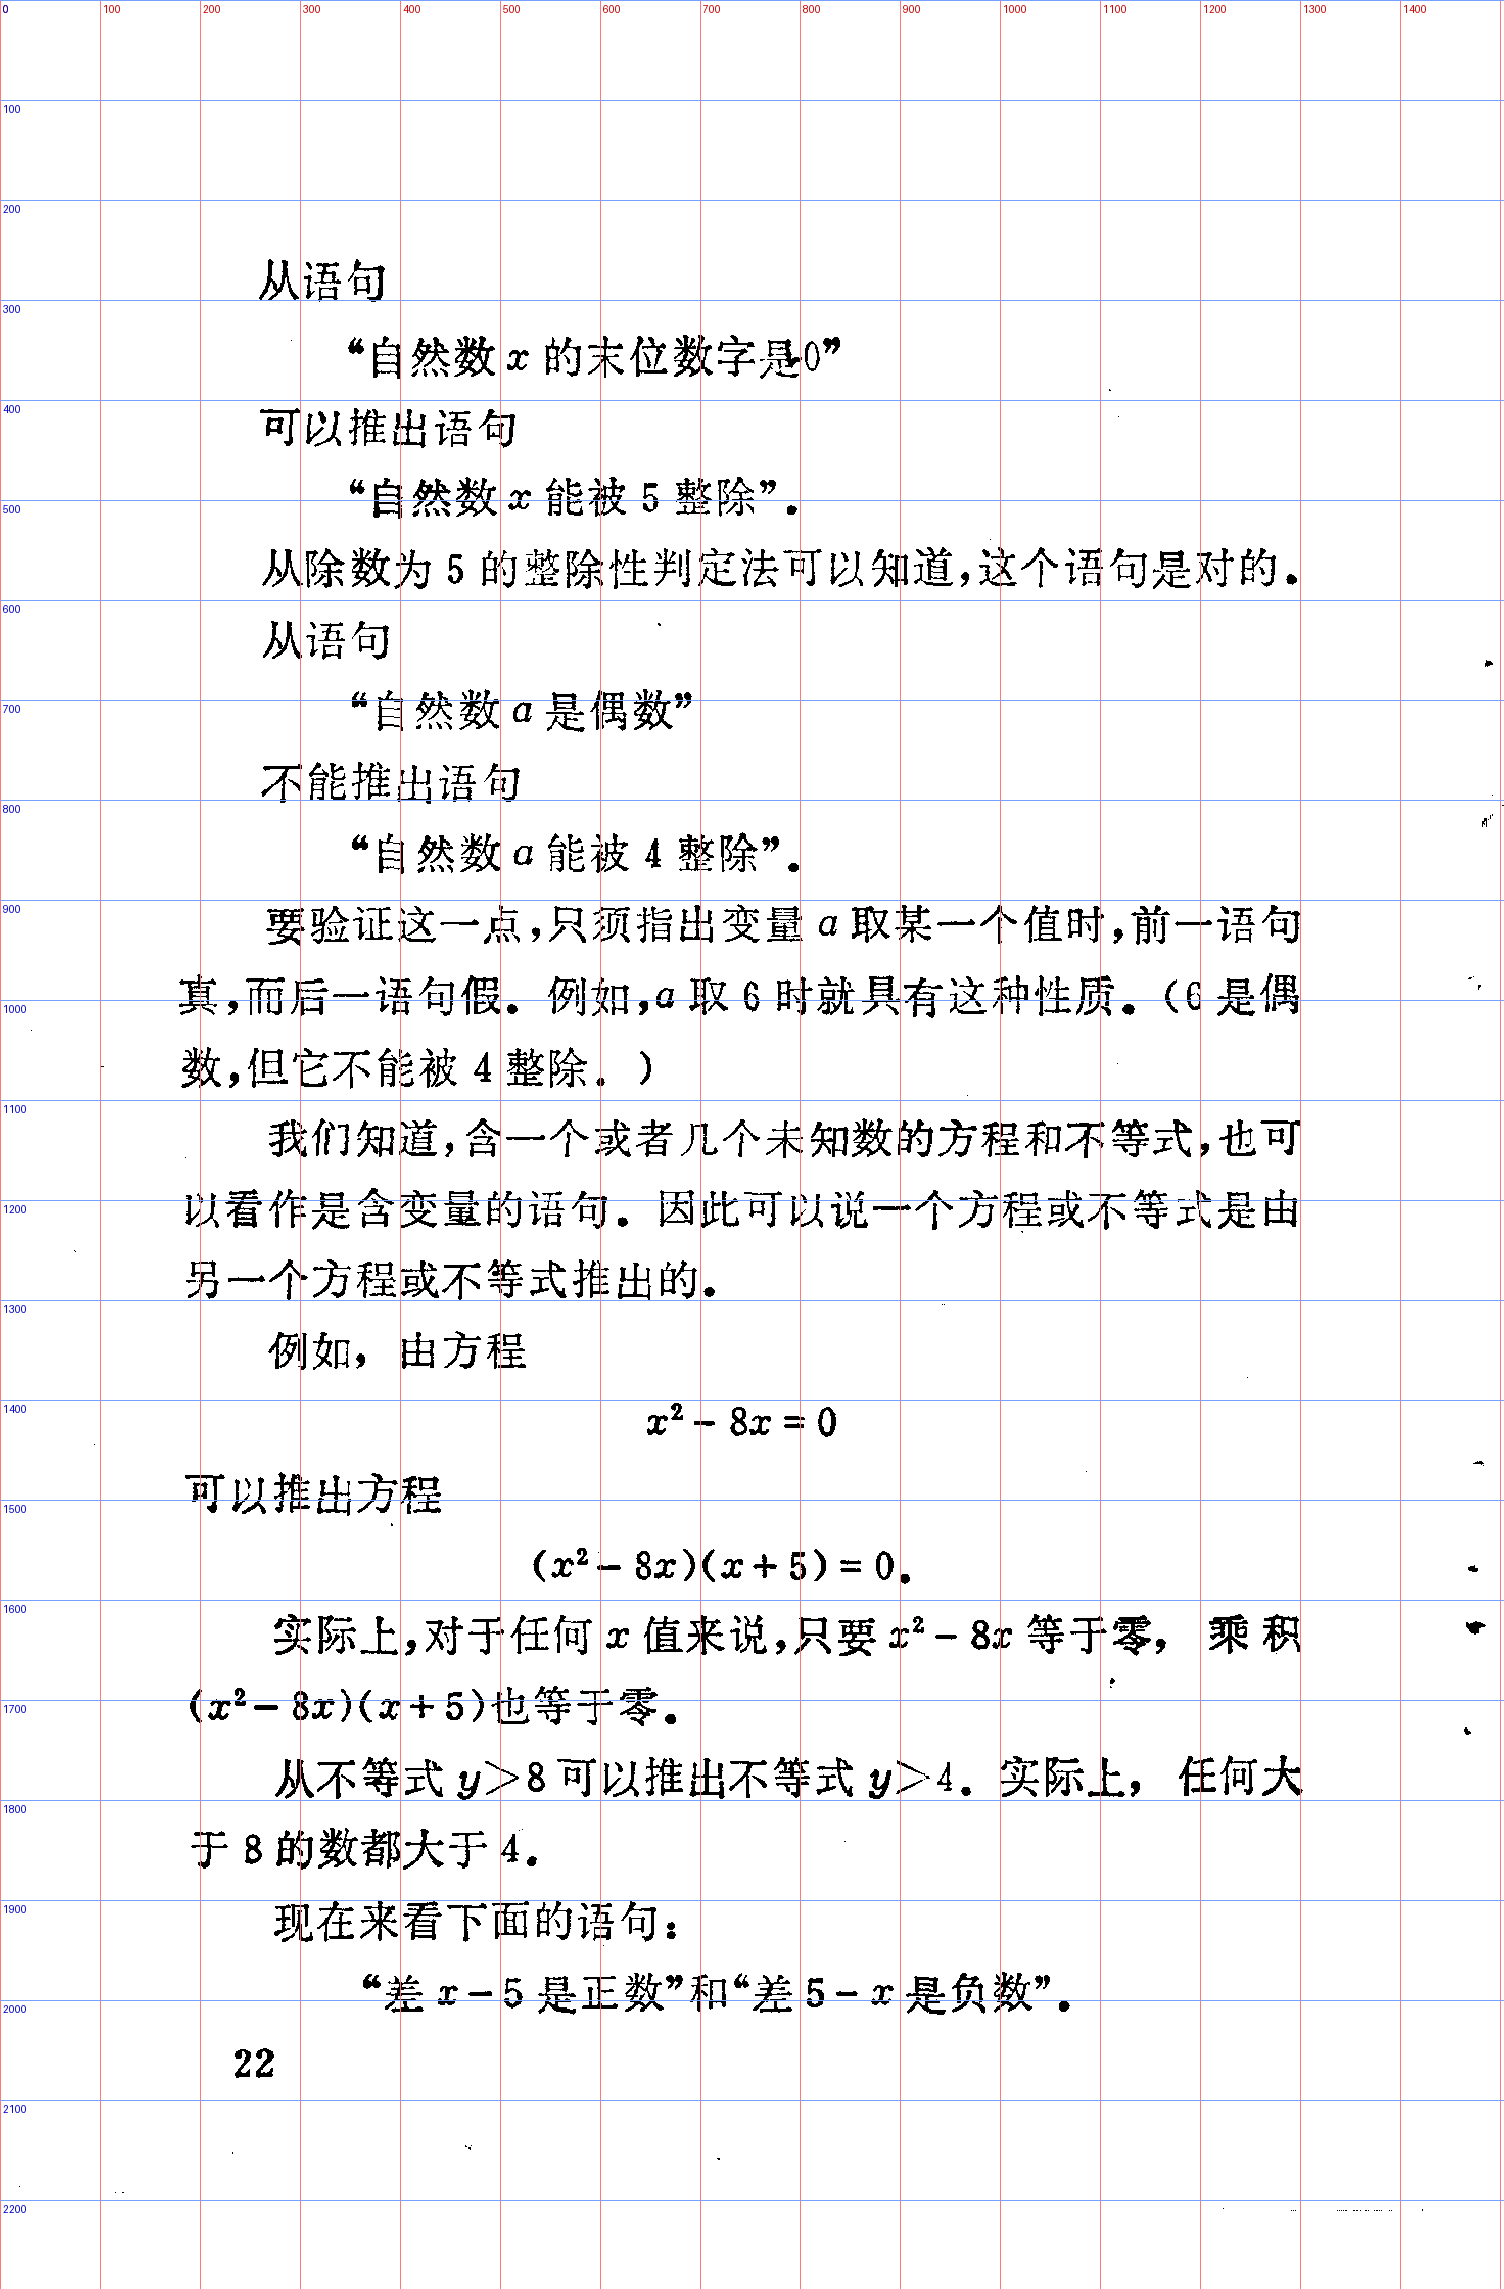 从语句
“自然数 x 的末位数字是0”
可以推出语句
“自然数 x 能被 5 整除”.
从除数为 5 的整除性判定法可以知道,这个语句是对的.
从语句
“自然数 a 是偶数”
不能推出语句
“自然数 a 能被 4 整除”.
要验证这一点,只须指出变量 a 取某一个值时,前一语句
真,而后一语句假. 例如,a 取 6 时就具有这种性质.(6 是偶
数,但它不能被 4 整除. )
我们知道,含一个或者几个未知数的方程和不等式,也可
以看作是含变量的语句. 因此可以说一个方程或不等式是由
另一个方程或不等式推出的.
例如, 由方程
x² − 8x = 0
可以推出方程
(x² − 8x)(x + 5) = 0.
实际上,对于任何 x 值来说,只要 x² − 8x 等于零, 乘积
(x² − 8x)(x + 5)也等于零.
从不等式 y>8 可以推出不等式 y>4. 实际上, 任何大
于 8 的数都大于 4.
现在来看下面的语句:
“差 x − 5 是正数”和“差 5 − x 是负数”.
22